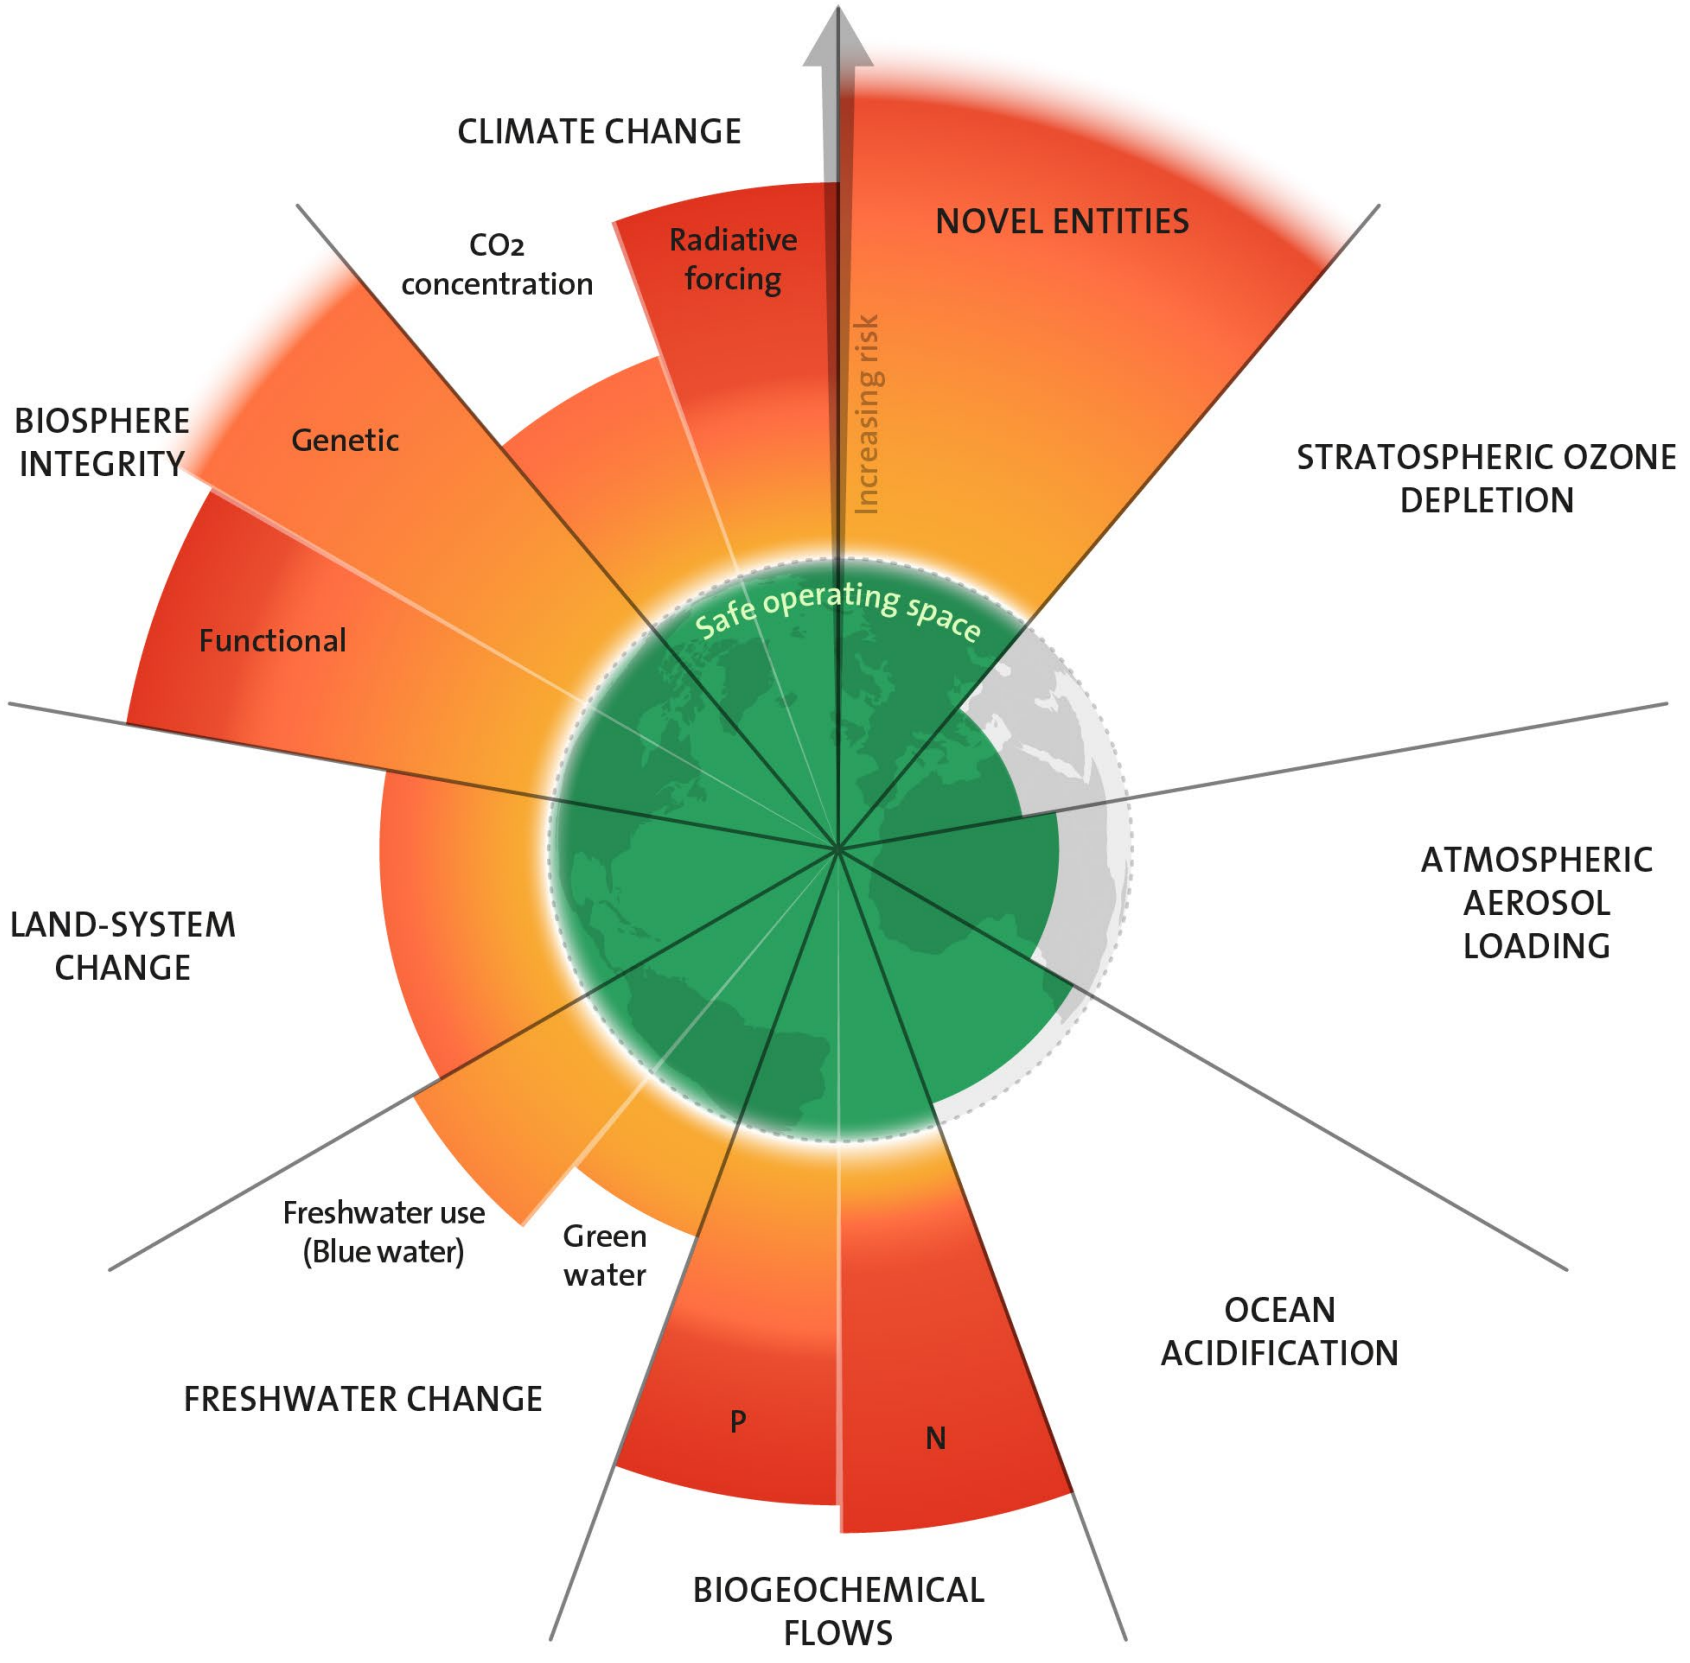 CLIMATE CHANGE
CO2
concentration
Radiative
forcing
NOVEL ENTITIES
Increasing risk
BIOSPHERE
INTEGRITY
Genetic
Functional
STRATOSPHERIC OZONE
DEPLETION
Safe operating space
ATMOSPHERIC
AEROSOL
LOADING
LAND-SYSTEM
CHANGE
Freshwater use
(Blue water)
Green
water
FRESHWATER CHANGE
P
N
OCEAN
ACIDIFICATION
BIOGEOCHEMICAL
FLOWS